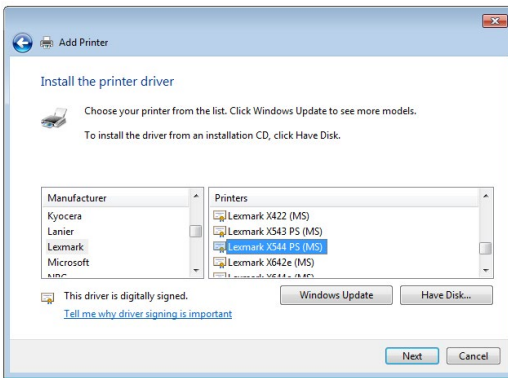 Add Printer
Install the printer driver
Choose your printer from the list. Click Windows Update to see more models.
To install the driver from an installation CD, click Have Disk.
Manufacturer
Kyocera
Lanier
Lexmark
Microsoft
Printers
Lexmark X422 (MS)
Lexmark X543 PS (MS)
Lexmark X544 PS (MS)
Lexmark X642e (MS)
This driver is digitally signed.
Tell me why driver signing is important
Windows Update
Have Disk...
Next
Cancel